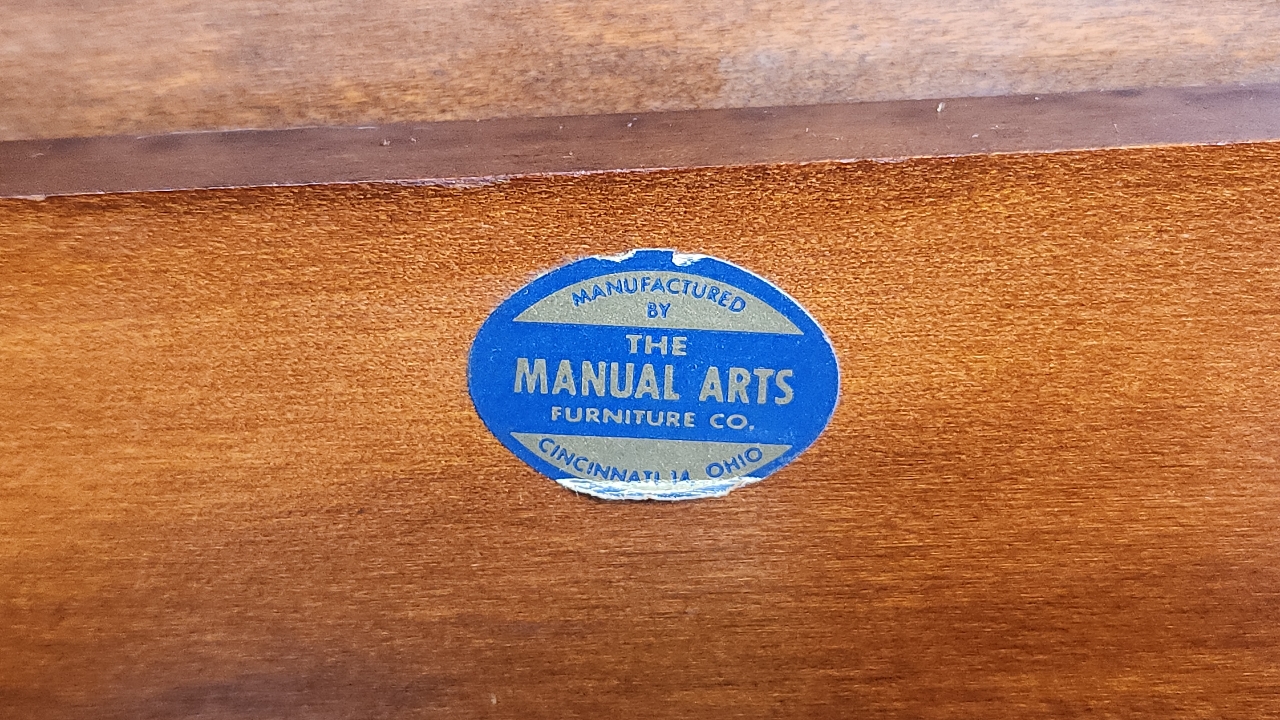 MANUFACTURED
BY
THE
MANUAL ARTS
FURNITURE CO.
CINCINNATI 14, OHIO